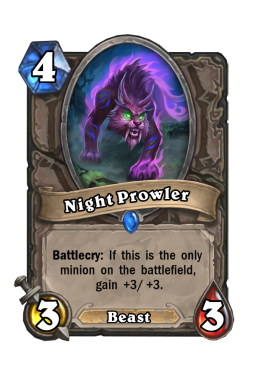 4
Night Prowler
Battlecry: If this is the only
minion on the battlefield,
gain +3/ +3.
3
Beast
3